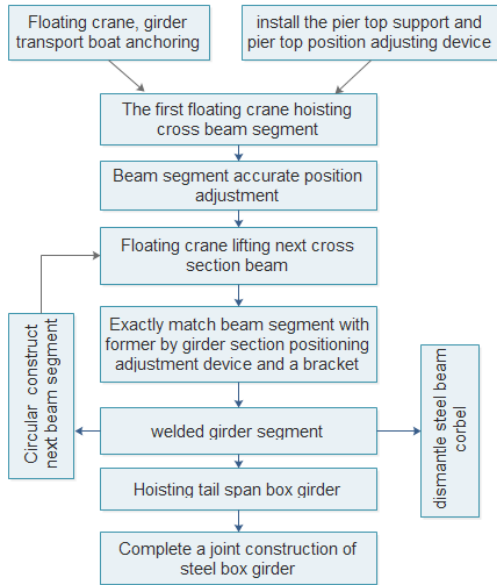 Floating crane, girder
transport boat anchoring
install the pier top support and
pier top position adjusting device
The first floating crane hoisting
cross beam segment
Beam segment accurate position
adjustment
Floating crane lifting next cross
section beam
Exactly match beam segment with
former by girder section positioning
adjustment device and a bracket
Circular construct
next beam segment
welded girder segment
dismantle steel beam
corbel
Hoisting tail span box girder
Complete a joint construction of
steel box girder